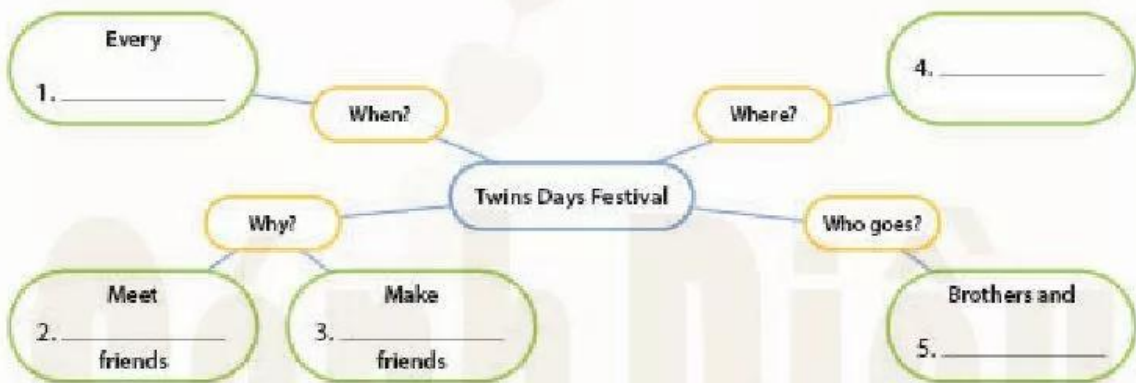 Every
1. ____________
When?
Where?
4. ____________
Twins Days Festival
Why?
Who goes?
Meet
2. ____________
friends
Make
3. ____________
friends
Brothers and
5. ____________